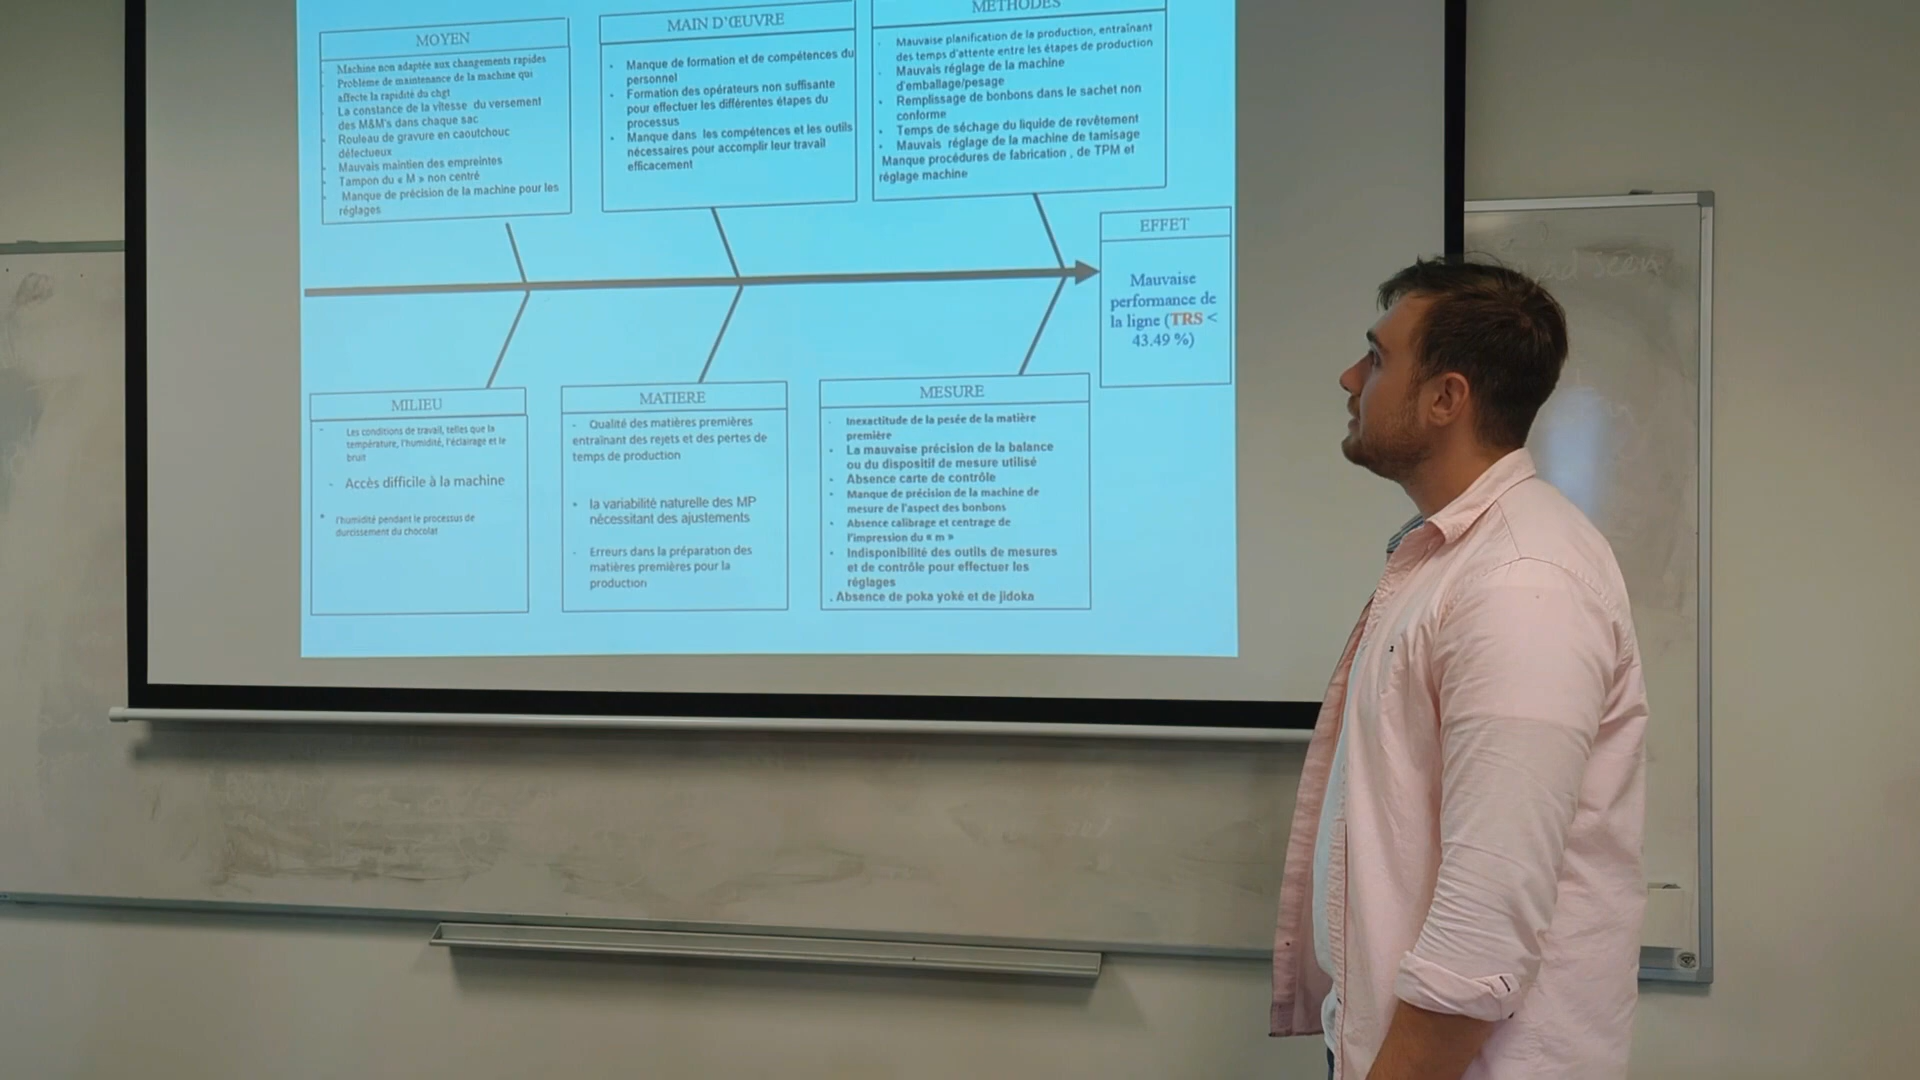 MOYEN
Machine non adaptée aux changements rapides
Problème de maintenance de la machine qui
affecte la rapidité du chgt
La constance de la vitesse du versement
des M&M's dans chaque sac
Rouleau de gravure en caoutchouc
défectueux
Mauvais maintien des empreintes
Tampon du « M » non centré
Manque de précision de la machine pour les
réglages
MAIN D'ŒUVRE
Manque de formation et de compétences du
personnel
Formation des opérateurs non suffisante
pour effectuer les différentes étapes du
processus
Manque dans les compétences et les outils
nécessaires pour accomplir leur travail
efficacement
METHODES
Mauvaise planification de la production, entraînant
des temps d'attente entre les étapes de production
Mauvais réglage de la machine
d'emballage/pesage
Remplissage de bonbons dans le sachet non
conforme
Temps de séchage du liquide de revêtement
Mauvais réglage de la machine de tamisage
Manque procédures de fabrication , de TPM et
réglage machine
EFFET
Mauvaise
performance de
la ligne (TRS <
43.49 %)
MILIEU
- Les conditions de travail, telles que la
température, l'humidité, l'éclairage et le
bruit
- Accès difficile à la machine
l'humidité pendant le processus de
durcissement du chocolat
MATIERE
- Qualité des matières premières
entraînant des rejets et des pertes de
temps de production
la variabilité naturelle des MP
nécessitant des ajustements
Erreurs dans la préparation des
matières premières pour la
production
MESURE
Inexactitude de la pesée de la matière
première
La mauvaise précision de la balance
ou du dispositif de mesure utilisé
Absence carte de contrôle
Manque de précision de la machine de
mesure de l'aspect des bonbons
Absence calibrage et centrage de
l'impression du « m »
Indisponibilité des outils de mesures
et de contrôle pour effectuer les
réglages
. Absence de poka yoké et de jidoka
seen